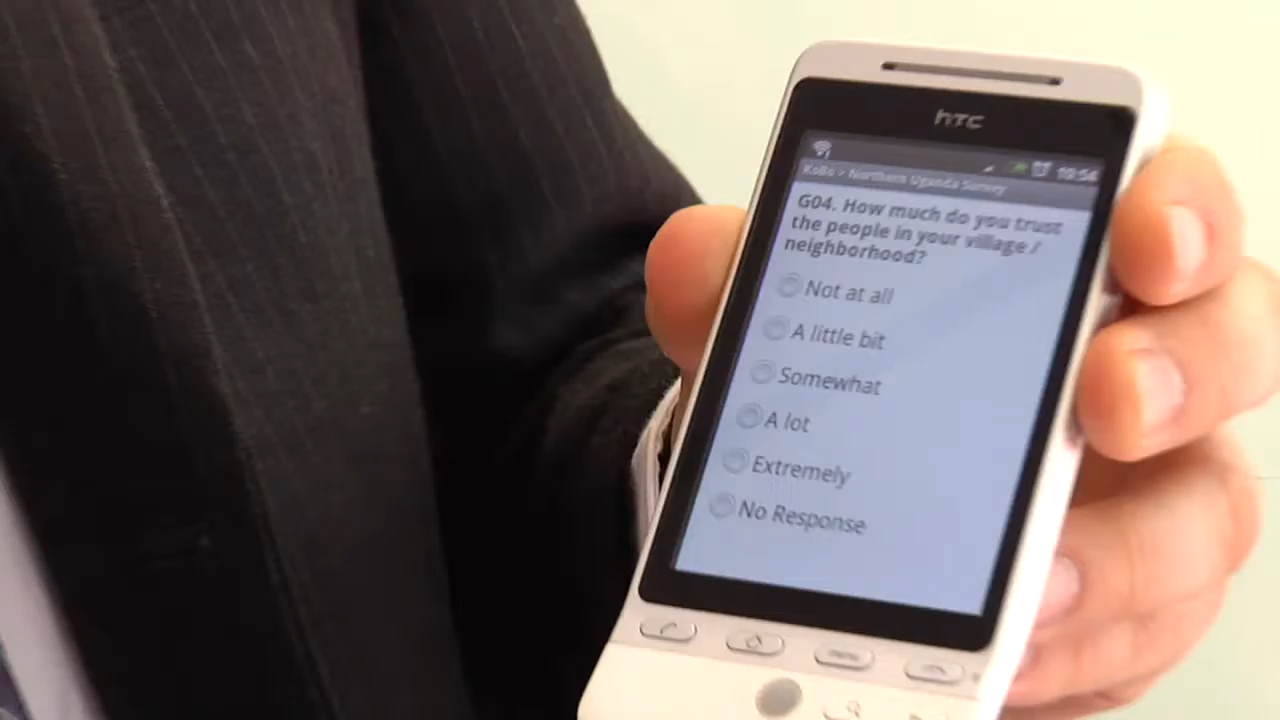 hTC
10:54
KoBo > Northern Uganda Survey
G04. How much do you trust
the people in your village /
neighborhood?
Not at all
A little bit
Somewhat
A lot
Extremely
No Response